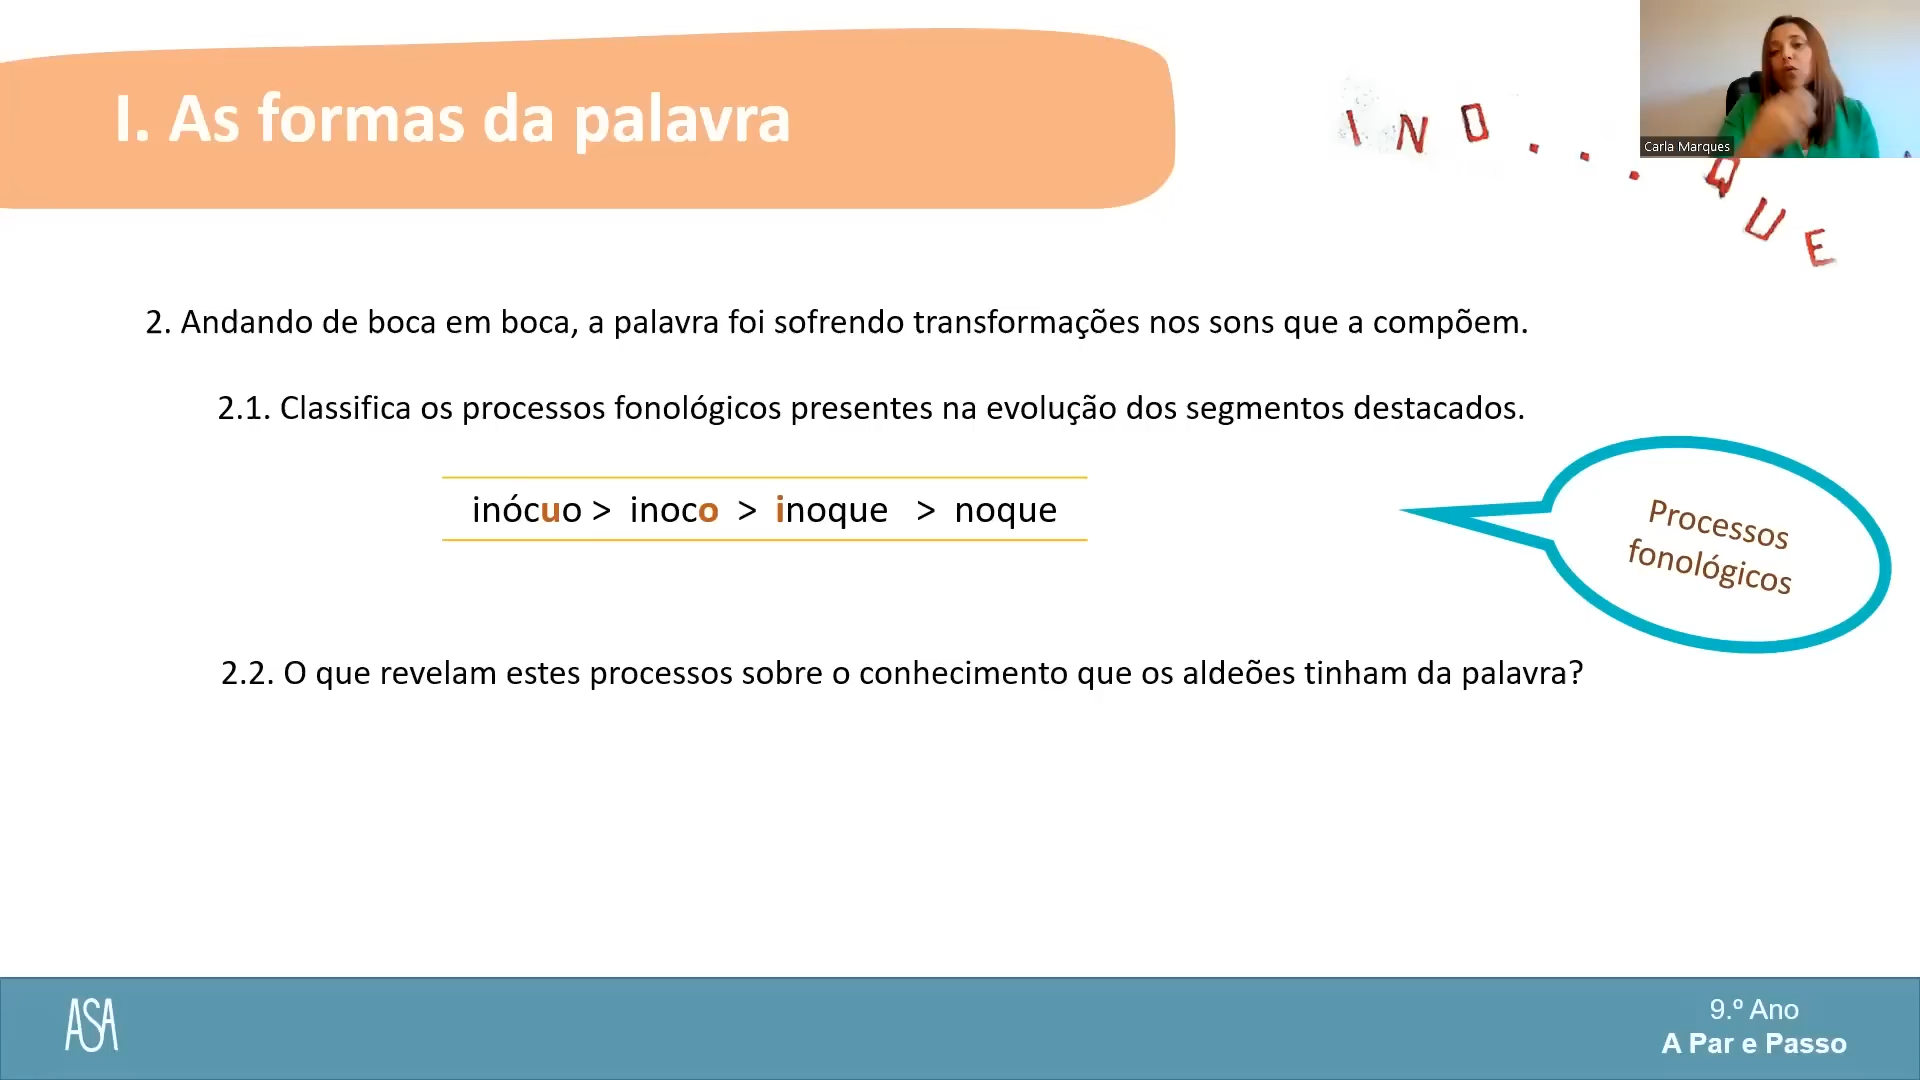 I. As formas da palavra
INO...QUE
Carla Marques
2. Andando de boca em boca, a palavra foi sofrendo transformações nos sons que a compõem.
2.1. Classifica os processos fonológicos presentes na evolução dos segmentos destacados.
inócuo > inoco > inoque > noque
Processos
fonológicos
2.2. O que revelam estes processos sobre o conhecimento que os aldeões tinham da palavra?
ASA
9.º Ano
A Par e Passo